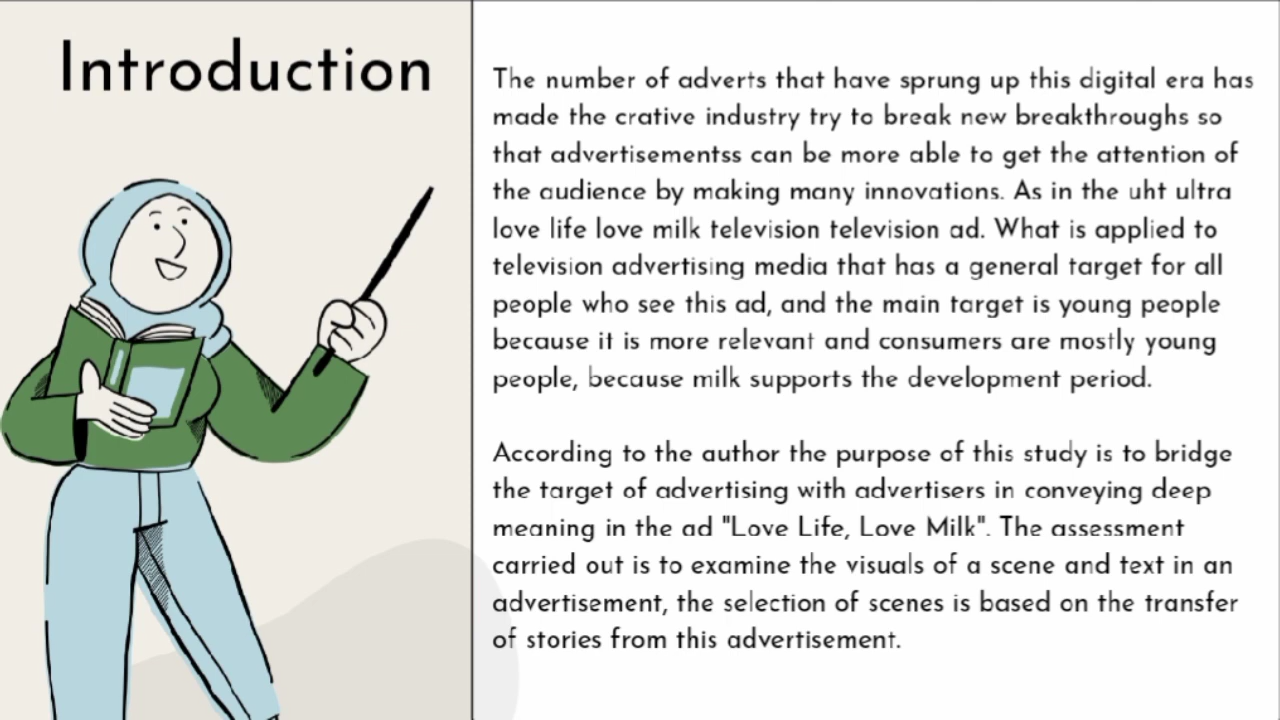 Introduction
The number of adverts that have sprung up this digital era has
made the crative industry try to break new breakthroughs so
that advertisementss can be more able to get the attention of
the audience by making many innovations. As in the uht ultra
love life love milk television television ad. What is applied to
television advertising media that has a general target for all
people who see this ad, and the main target is young people
because it is more relevant and consumers are mostly young
people, because milk supports the development period.
According to the author the purpose of this study is to bridge
the target of advertising with advertisers in conveying deep
meaning in the ad "Love Life, Love Milk". The assessment
carried out is to examine the visuals of a scene and text in an
advertisement, the selection of scenes is based on the transfer
of stories from this advertisement.